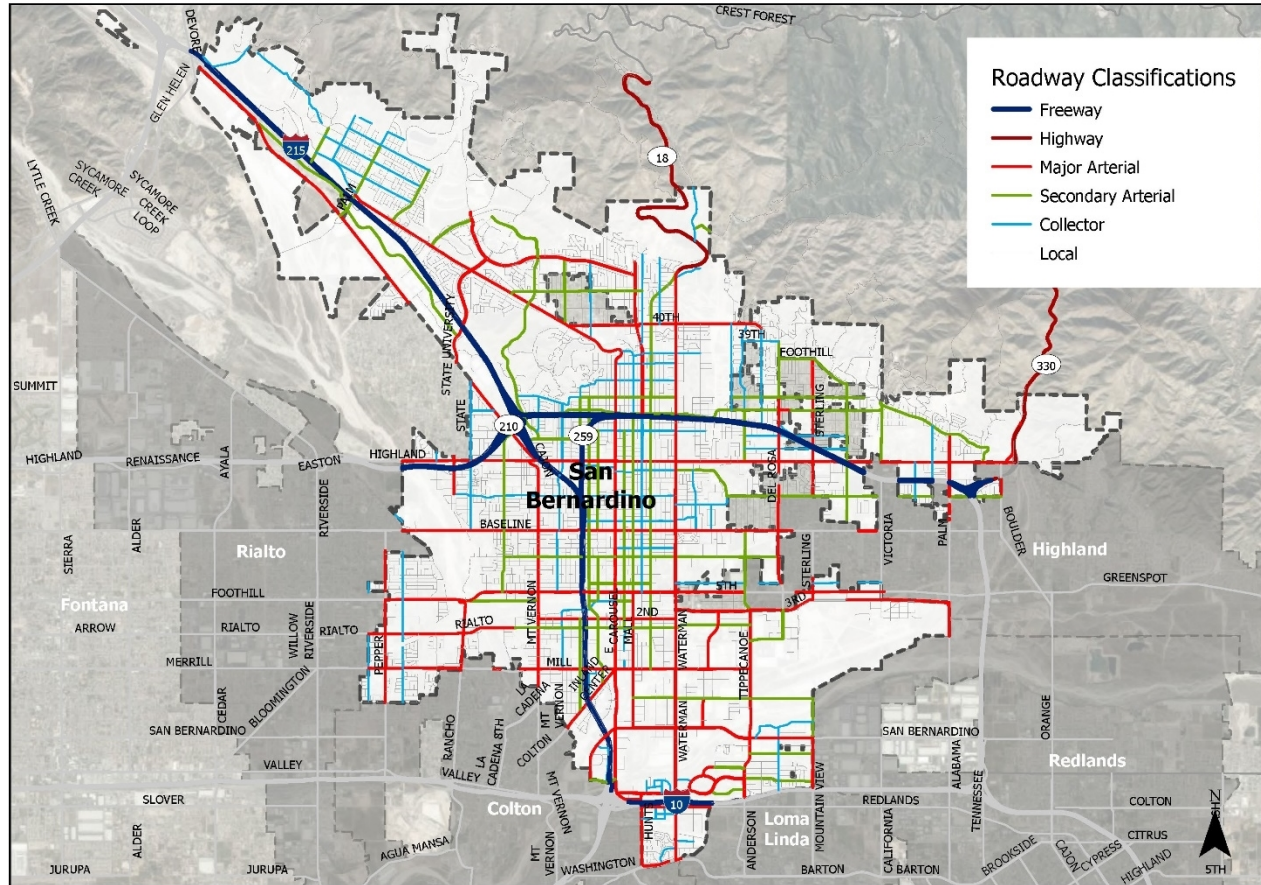 CREST FOREST
DEVORE
GLEN HELEN
LYTLE CREEK
SYCAMORE
CREEK
SYCAMORE
CREEK
LOOP
Roadway Classifications
Freeway
Highway
Major Arterial
Secondary Arterial
Collector
Local
215
18
PALM
STATE UNIVERSITY
40TH
39TH
FOOTHILL
330
SUMMIT
STATE
STERLING
210
259
CAJON
HIGHLAND
RENAISSANCE
AYALA
EASTON
HIGHLAND
San
Bernardino
DEL ROSA
RIVERSIDE
ALDER
SIERRA
BASELINE
STERLING
VICTORIA
PALM
BOULDER
Rialto
Highland
Fontana
FOOTHILL
5TH
3RD
GREENSPOT
ARROW
RIALTO
WILLOW
RIVERSIDE
RIALTO
RIALTO
MT VERNON
E
CAROUSE
MALL
2ND
WATERMAN
TIPPECANOE
MERRILL
PEPPER
MILL
INLAND
CENTER
LA
CADENA
MT
VERNON
CEDAR
BLOOMINGTON
SAN BERNARDINO
RANCHO
LA
CADENA
8TH
COLTON
WATERMAN
SAN BERNARDINO
ALABAMA
ORANGE
Redlands
VALLEY
VALLEY
MT VERNON
MOUNTAIN VIEW
TENNESSEE
SLOVER
Colton
10
REDLANDS
COLTON
ALDER
HUNTS
ANDERSON
Loma
Linda
CALIFORNIA
CITRUS
AGUA MANSA
MT
VERNON
WASHINGTON
BARTON
BARTON
BROOKSIDE
CAJON
CYPRESS
HIGHLAND
JURUPA
JURUPA
5TH